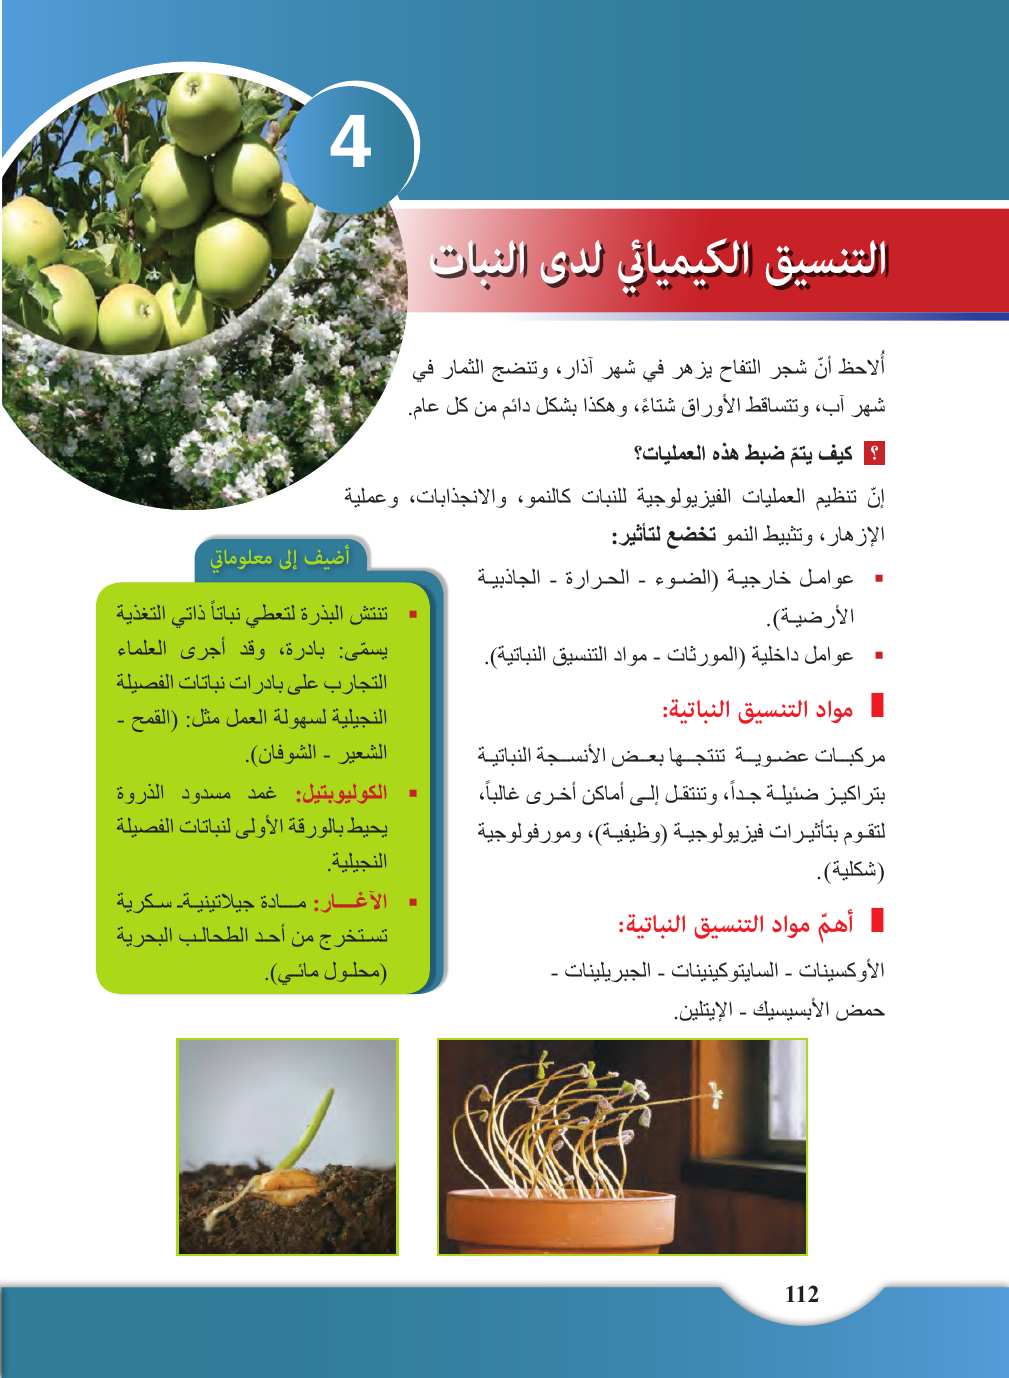 4
التنسيق الكيميائي لدى النبات
أُلاحظ أنّ شجر التفاح يزهر في شهر آذار، وتنضج الثمار في
شهر آب، وتتساقط الأوراق شتاءً، وهكذا بشكل دائم من كل عام.
؟ كيف يتمّ ضبط هذه العمليات؟
إنّ تنظيم العمليات الفيزيولوجية للنبات كالنمو، والانجذابات، وعملية
الإزهار، وتثبيط النمو تخضع لتأثير:
▪ عوامل خارجية (الضوء - الحرارة - الجاذبية
الأرضية).
▪ عوامل داخلية (المورثات - مواد التنسيق النباتية).
مواد التنسيق النباتية:
مركبات عضوية تنتجها بعض الأنسجة النباتية
بتراكيز ضئيلة جداً، وتنتقل إلى أماكن أخرى غالباً،
لتقوم بتأثيرات فيزيولوجية (وظيفية)، ومورفولوجية
(شكلية).
أهمّ مواد التنسيق النباتية:
الأوكسينات - السايتوكينينات - الجبريلينات -
حمض الأبسيسيك - الإيتلين.
أضيف إلى معلوماتي
▪ تنتش البذرة لتعطي نباتاً ذاتي التغذية
يسمّى: بادرة، وقد أجرى العلماء
التجارب على بادرات نباتات الفصيلة
النجيلية لسهولة العمل مثل: (القمح -
الشعير - الشوفان).
▪ الكوليوبتيل: غمد مسدود الذروة
يحيط بالورقة الأولى لنباتات الفصيلة
النجيلية.
▪ الآغار: مادة جيلاتينية سكرية
تستخرج من أحد الطحالب البحرية
(محلول مائي).
112